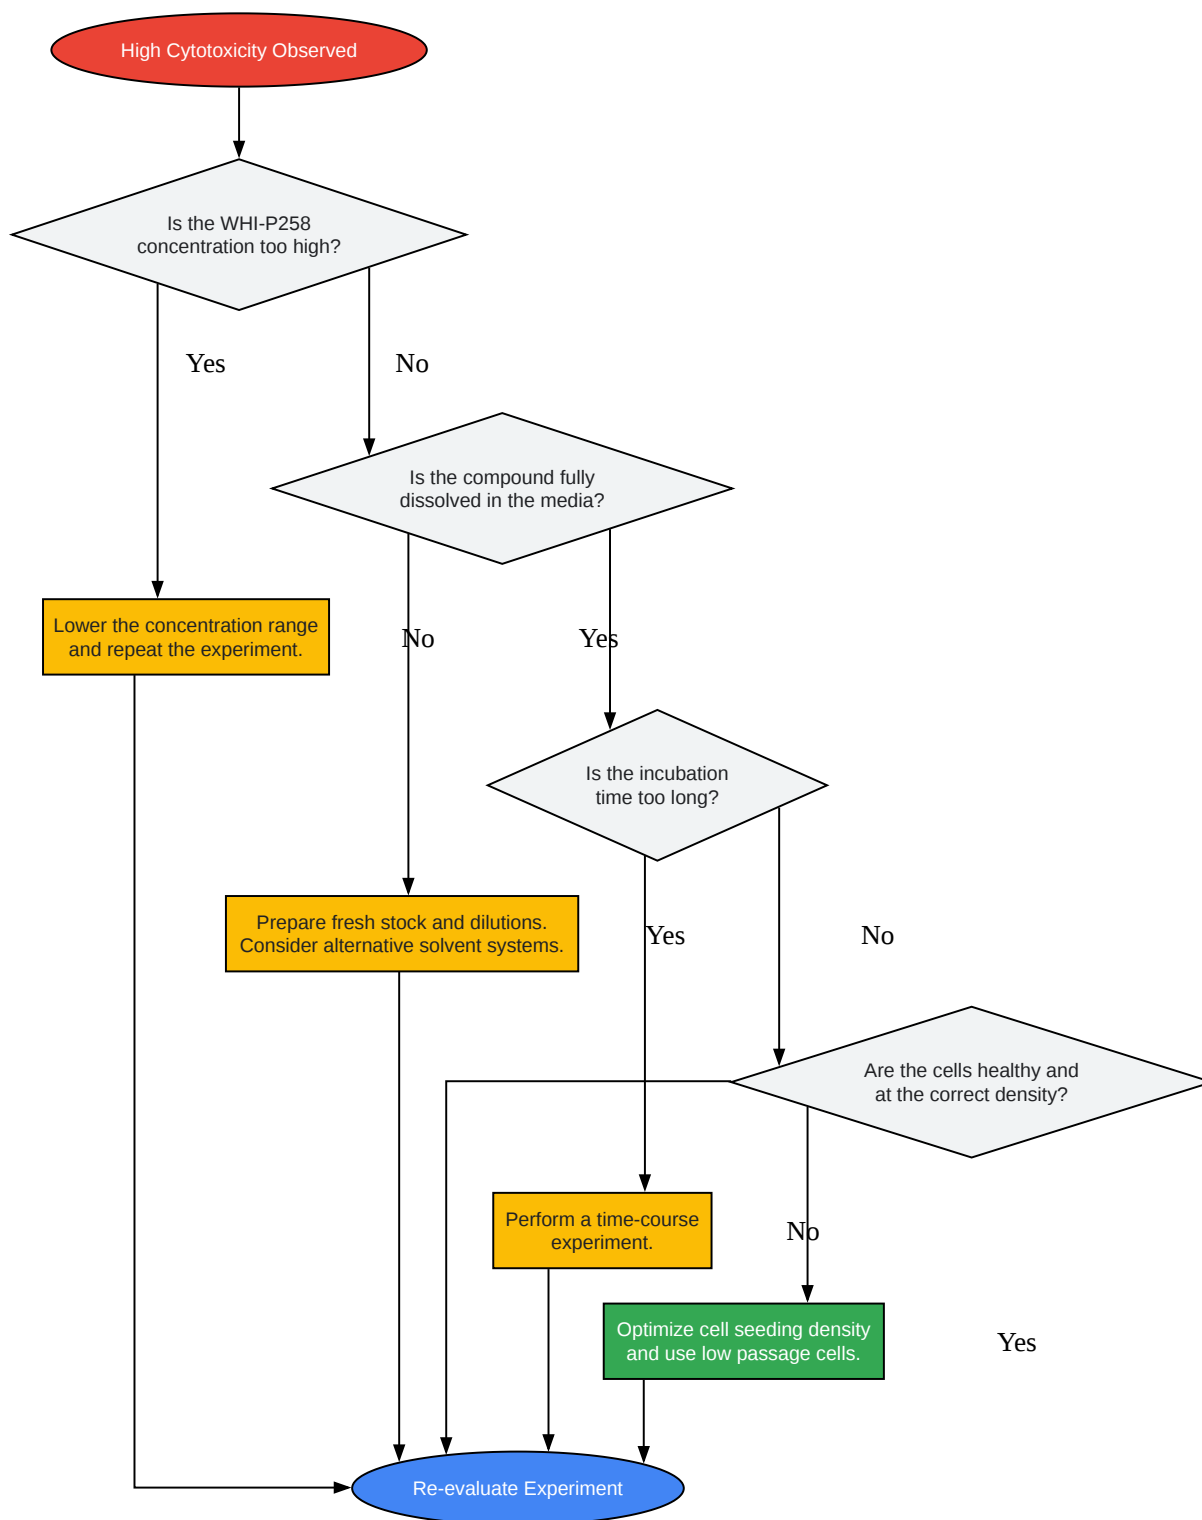 High Cytotoxicity Observed
Is the WHI-P258
concentration too high?
Yes
No
Is the compound fully
dissolved in the media?
Lower the concentration range
and repeat the experiment.
No
Yes
Is the incubation
time too long?
Prepare fresh stock and dilutions.
Consider alternative solvent systems.
Yes
No
Are the cells healthy and
at the correct density?
Perform a time-course
experiment.
No
Optimize cell seeding density
and use low passage cells.
Yes
Re-evaluate Experiment